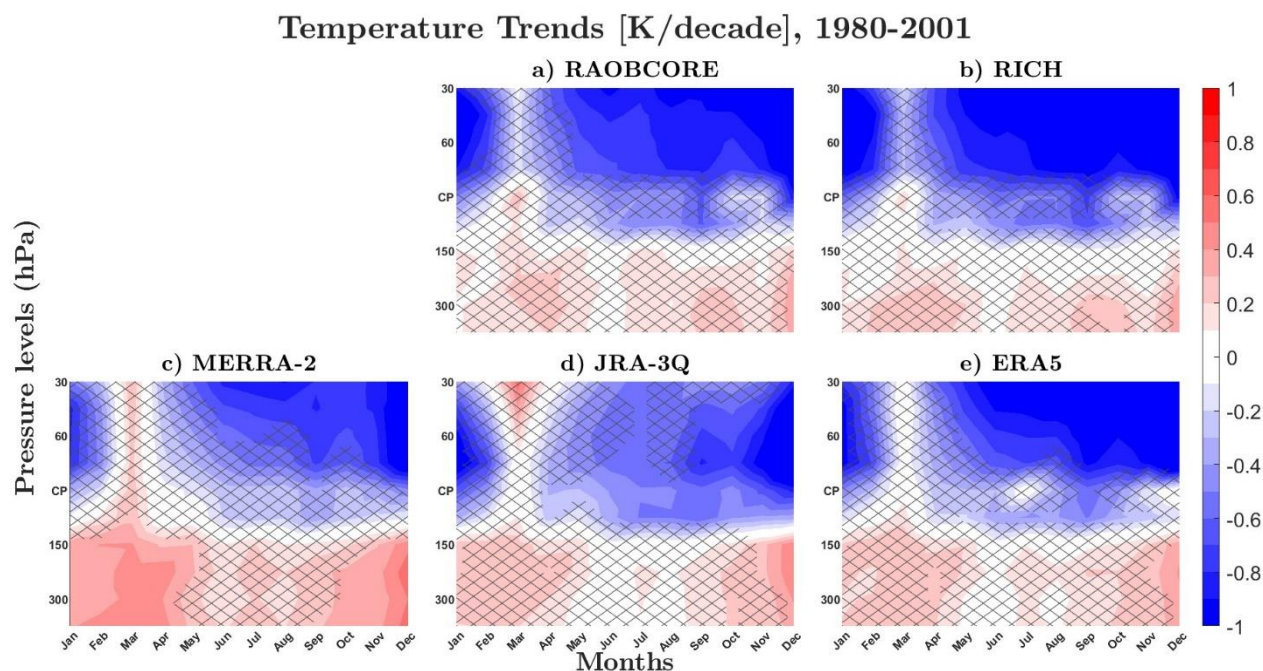 Temperature Trends [K/decade], 1980-2001
a) RAOBCORE
b) RICH
30
60
CP
150
300
30
60
CP
150
300
1
0.8
0.6
0.4
0.2
0
-0.2
-0.4
-0.6
-0.8
-1
Pressure levels (hPa)
c) MERRA-2
d) JRA-3Q
e) ERA5
30
60
CP
150
300
Jan Feb Mar Apr May Jun Jul Aug Sep Oct Nov Dec
30
60
CP
150
300
Jan Feb Mar Apr May Jun Jul Aug Sep Oct Nov Dec
30
60
CP
150
300
Jan Feb Mar Apr May Jun Jul Aug Sep Oct Nov Dec
Months